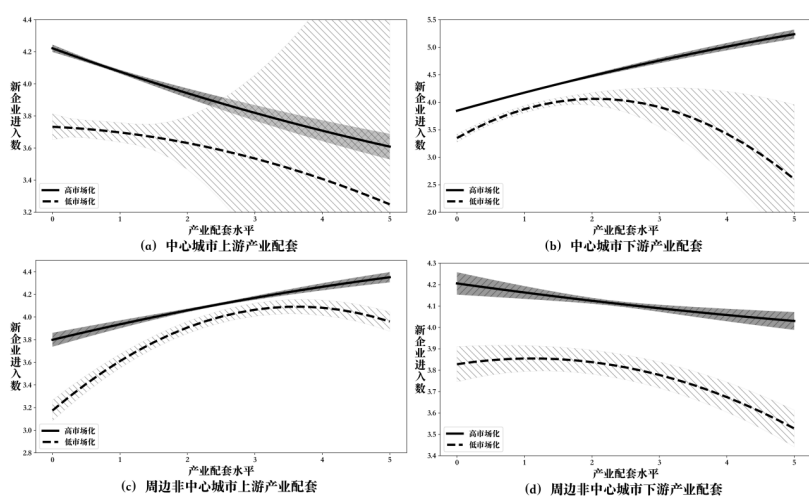 4.4
4.2
4.0
3.8
3.6
3.4
3.2
新企业进入数
高市场化
低市场化
0 1 2 3 4 5
产业配套水平
(a) 中心城市上游产业配套
5.5
5.0
4.5
4.0
3.5
3.0
2.5
2.0
新企业进入数
高市场化
低市场化
0 1 2 3 4 5
产业配套水平
(b) 中心城市下游产业配套
4.4
4.2
4.0
3.8
3.6
3.4
3.2
3.0
2.8
新企业进入数
高市场化
低市场化
0 1 2 3 4 5
产业配套水平
(c) 周边非中心城市上游产业配套
4.3
4.2
4.1
4.0
3.9
3.8
3.7
3.6
3.5
3.4
新企业进入数
高市场化
低市场化
0 1 2 3 4 5
产业配套水平
(d) 周边非中心城市下游产业配套